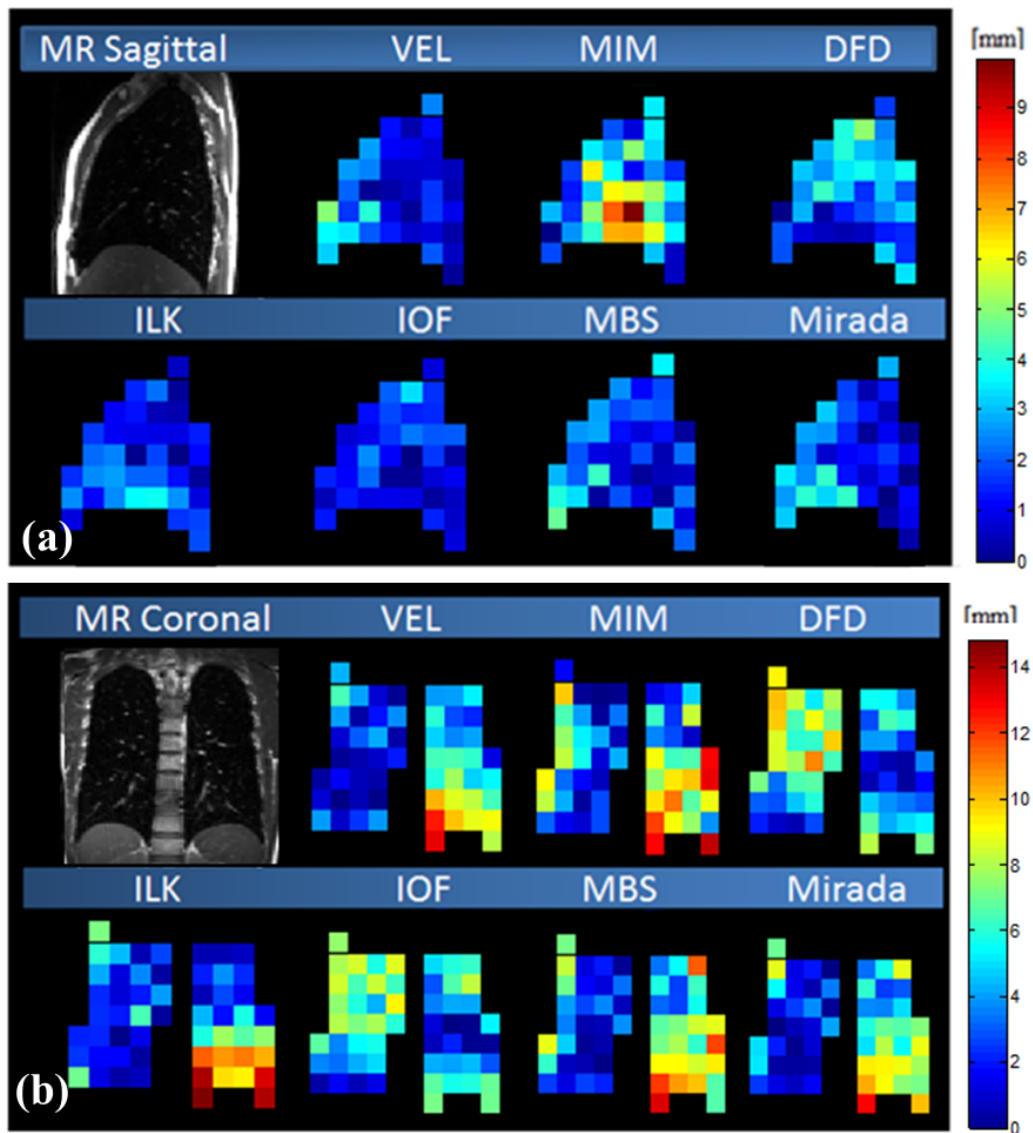 MR Sagittal VEL MIM DFD
[mm]
9
8
7
6
5
4
3
2
1
0
ILK IOF MBS Mirada
(a)
MR Coronal VEL MIM DFD
[mm]
14
12
10
8
6
4
2
0
ILK IOF MBS Mirada
(b)